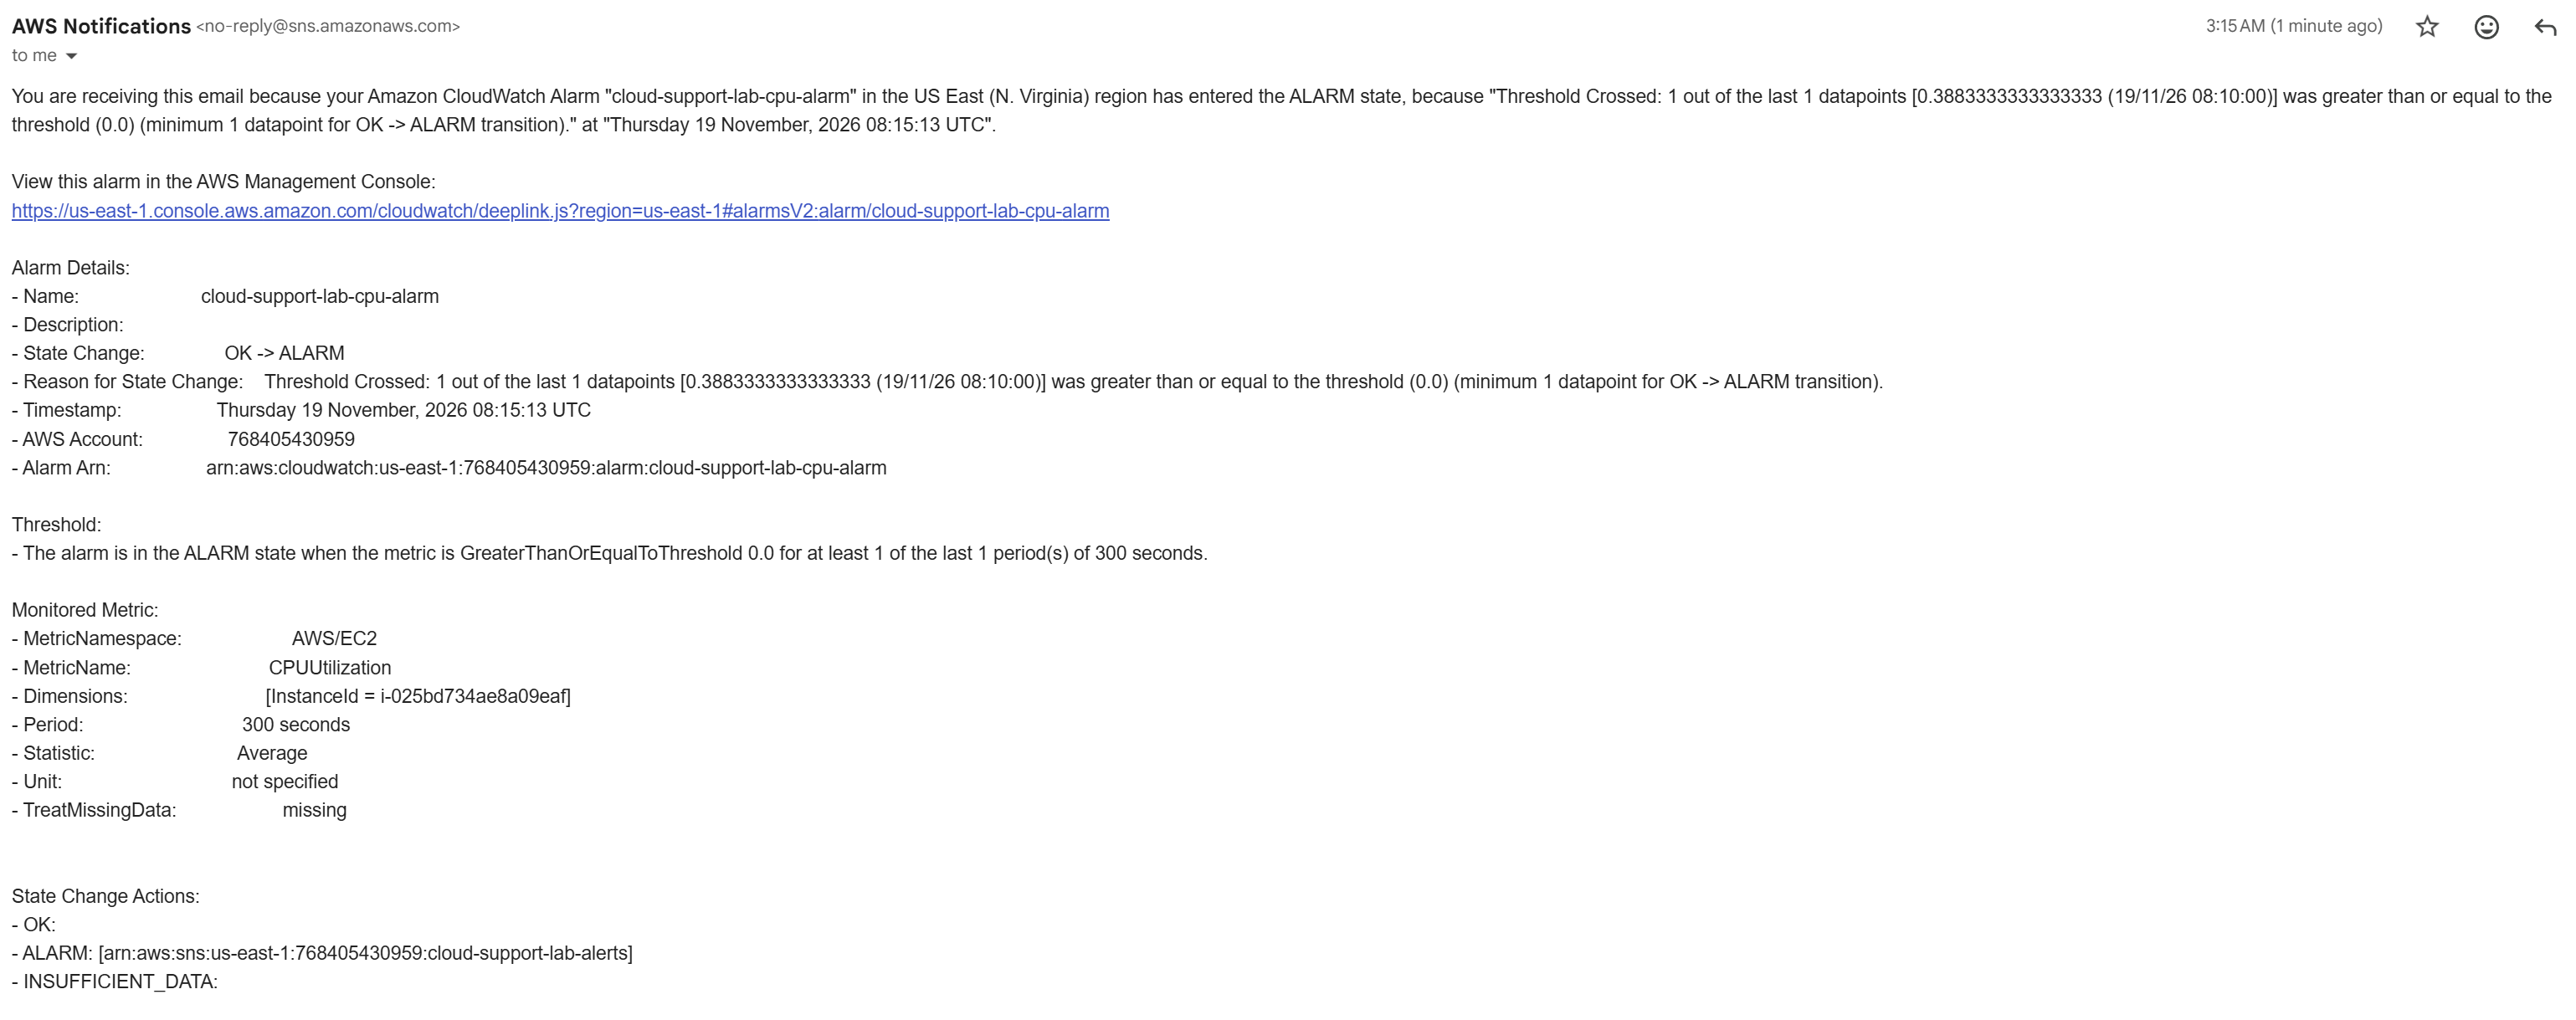 AWS Notifications <no-reply@sns.amazonaws.com> 3:15 AM (1 minute ago)
to me
You are receiving this email because your Amazon CloudWatch Alarm "cloud-support-lab-cpu-alarm" in the US East (N. Virginia) region has entered the ALARM state, because "Threshold Crossed: 1 out of the last 1 datapoints [0.3883333333333333 (19/11/26 08:10:00)] was greater than or equal to the
threshold (0.0) (minimum 1 datapoint for OK -> ALARM transition)." at "Thursday 19 November, 2026 08:15:13 UTC".
View this alarm in the AWS Management Console:
https://us-east-1.console.aws.amazon.com/cloudwatch/deeplink.js?region=us-east-1#alarmsV2:alarm/cloud-support-lab-cpu-alarm
Alarm Details:
- Name: cloud-support-lab-cpu-alarm
- Description:
- State Change: OK -> ALARM
- Reason for State Change: Threshold Crossed: 1 out of the last 1 datapoints [0.3883333333333333 (19/11/26 08:10:00)] was greater than or equal to the threshold (0.0) (minimum 1 datapoint for OK -> ALARM transition).
- Timestamp: Thursday 19 November, 2026 08:15:13 UTC
- AWS Account: 768405430959
- Alarm Arn: arn:aws:cloudwatch:us-east-1:768405430959:alarm:cloud-support-lab-cpu-alarm
Threshold:
- The alarm is in the ALARM state when the metric is GreaterThanOrEqualToThreshold 0.0 for at least 1 of the last 1 period(s) of 300 seconds.
Monitored Metric:
- MetricNamespace: AWS/EC2
- MetricName: CPUUtilization
- Dimensions: [InstanceId = i-025bd734ae8a09eaf]
- Period: 300 seconds
- Statistic: Average
- Unit: not specified
- TreatMissingData: missing
State Change Actions:
- OK:
- ALARM: [arn:aws:sns:us-east-1:768405430959:cloud-support-lab-alerts]
- INSUFFICIENT_DATA: